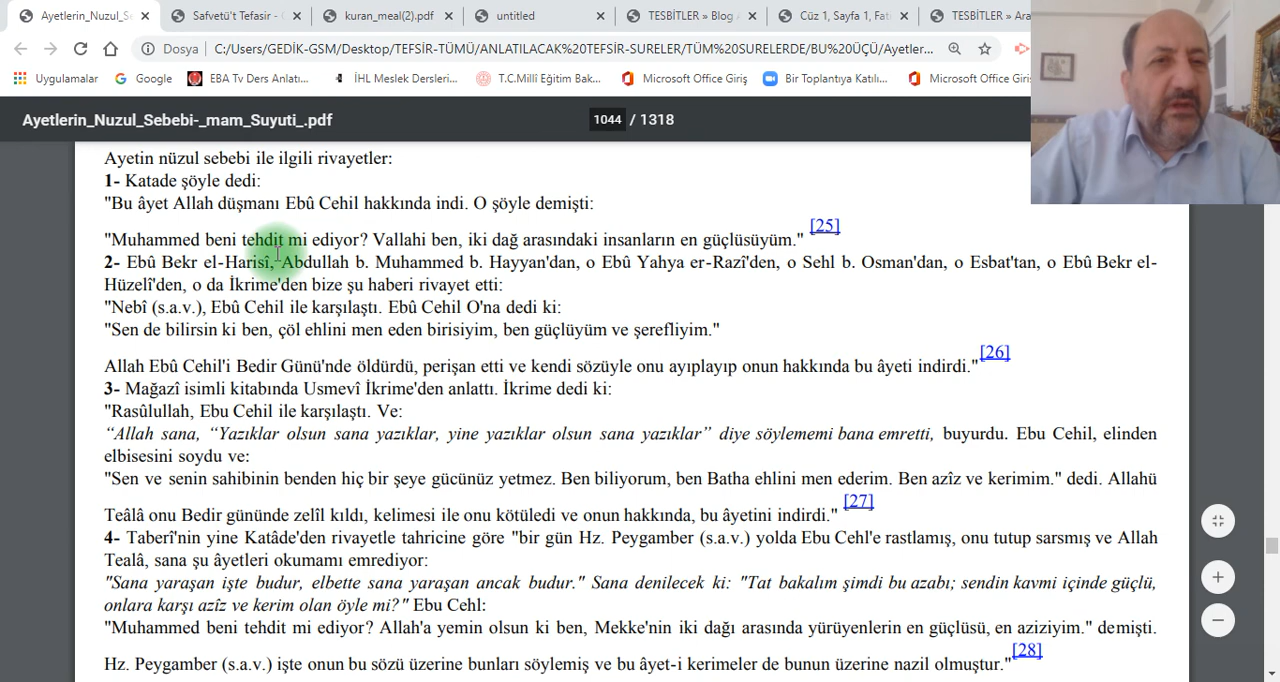 Ayetlerin_Nuzul_S
Safvetü't Tefasir -
kuran_meal(2).pdf
untitled
TESBİTLER » Blog
Cüz 1, Sayfa 1, Fat
TESBİTLER » Ara
Dosya
C:/Users/GEDİK-GSM/Desktop/TEFSİR-TÜMÜ/ANLATILACAK%20TEFSİR-SURELER/TÜM%20SURELERDE/BU%20ÜÇÜ/Ayetler...
Uygulamalar
Google
EBA Tv Ders Anlatı...
İHL Meslek Dersleri...
T.C.Millî Eğitim Bak...
Microsoft Office Giriş
Bir Toplantıya Katılı...
Microsoft Office Giri
Ayetlerin_Nuzul_Sebebi-_mam_Suyuti_.pdf
1044 / 1318
Ayetin nüzul sebebi ile ilgili rivayetler:
1- Katade şöyle dedi:
"Bu âyet Allah düşmanı Ebû Cehil hakkında indi. O şöyle demişti:
"Muhammed beni tehdit mi ediyor? Vallahi ben, iki dağ arasındaki insanların en güçlüsüyüm." [25]
2- Ebû Bekr el-Harisî, Abdullah b. Muhammed b. Hayyan'dan, o Ebû Yahya er-Razî'den, o Sehl b. Osman'dan, o Esbat'tan, o Ebû Bekr el-
Hüzelî'den, o da İkrime'den bize şu haberi rivayet etti:
"Nebî (s.a.v.), Ebû Cehil ile karşılaştı. Ebû Cehil O'na dedi ki:
"Sen de bilirsin ki ben, çöl ehlini men eden birisiyim, ben güçlüyüm ve şerefliyim."
Allah Ebû Cehil'i Bedir Günü'nde öldürdü, perişan etti ve kendi sözüyle onu ayıplayıp onun hakkında bu âyeti indirdi." [26]
3- Mağazî isimli kitabında Usmevî İkrime'den anlattı. İkrime dedi ki:
"Rasûlullah, Ebu Cehil ile karşılaştı. Ve:
“Allah sana, “Yazıklar olsun sana yazıklar, yine yazıklar olsun sana yazıklar” diye söylememi bana emretti, buyurdu. Ebu Cehil, elinden
elbisesini soydu ve:
"Sen ve senin sahibinin benden hiç bir şeye gücünüz yetmez. Ben biliyorum, ben Batha ehlini men ederim. Ben azîz ve kerimim." dedi. Allahü
Teâlâ onu Bedir gününde zelîl kıldı, kelimesi ile onu kötüledi ve onun hakkında, bu âyetini indirdi." [27]
4- Taberî'nin yine Katâde'den rivayetle tahricine göre "bir gün Hz. Peygamber (s.a.v.) yolda Ebu Cehl'e rastlamış, onu tutup sarsmış ve Allah
Tealâ, sana şu âyetleri okumamı emrediyor:
"Sana yaraşan işte budur, elbette sana yaraşan ancak budur." Sana denilecek ki: "Tat bakalım şimdi bu azabı; sendin kavmi içinde güçlü,
onlara karşı azîz ve kerim olan öyle mi?" Ebu Cehl:
"Muhammed beni tehdit mi ediyor? Allah'a yemin olsun ki ben, Mekke'nin iki dağı arasında yürüyenlerin en güçlüsü, en aziziyim." demişti.
Hz. Peygamber (s.a.v.) işte onun bu sözü üzerine bunları söylemiş ve bu âyet-i kerimeler de bunun üzerine nazil olmuştur." [28]